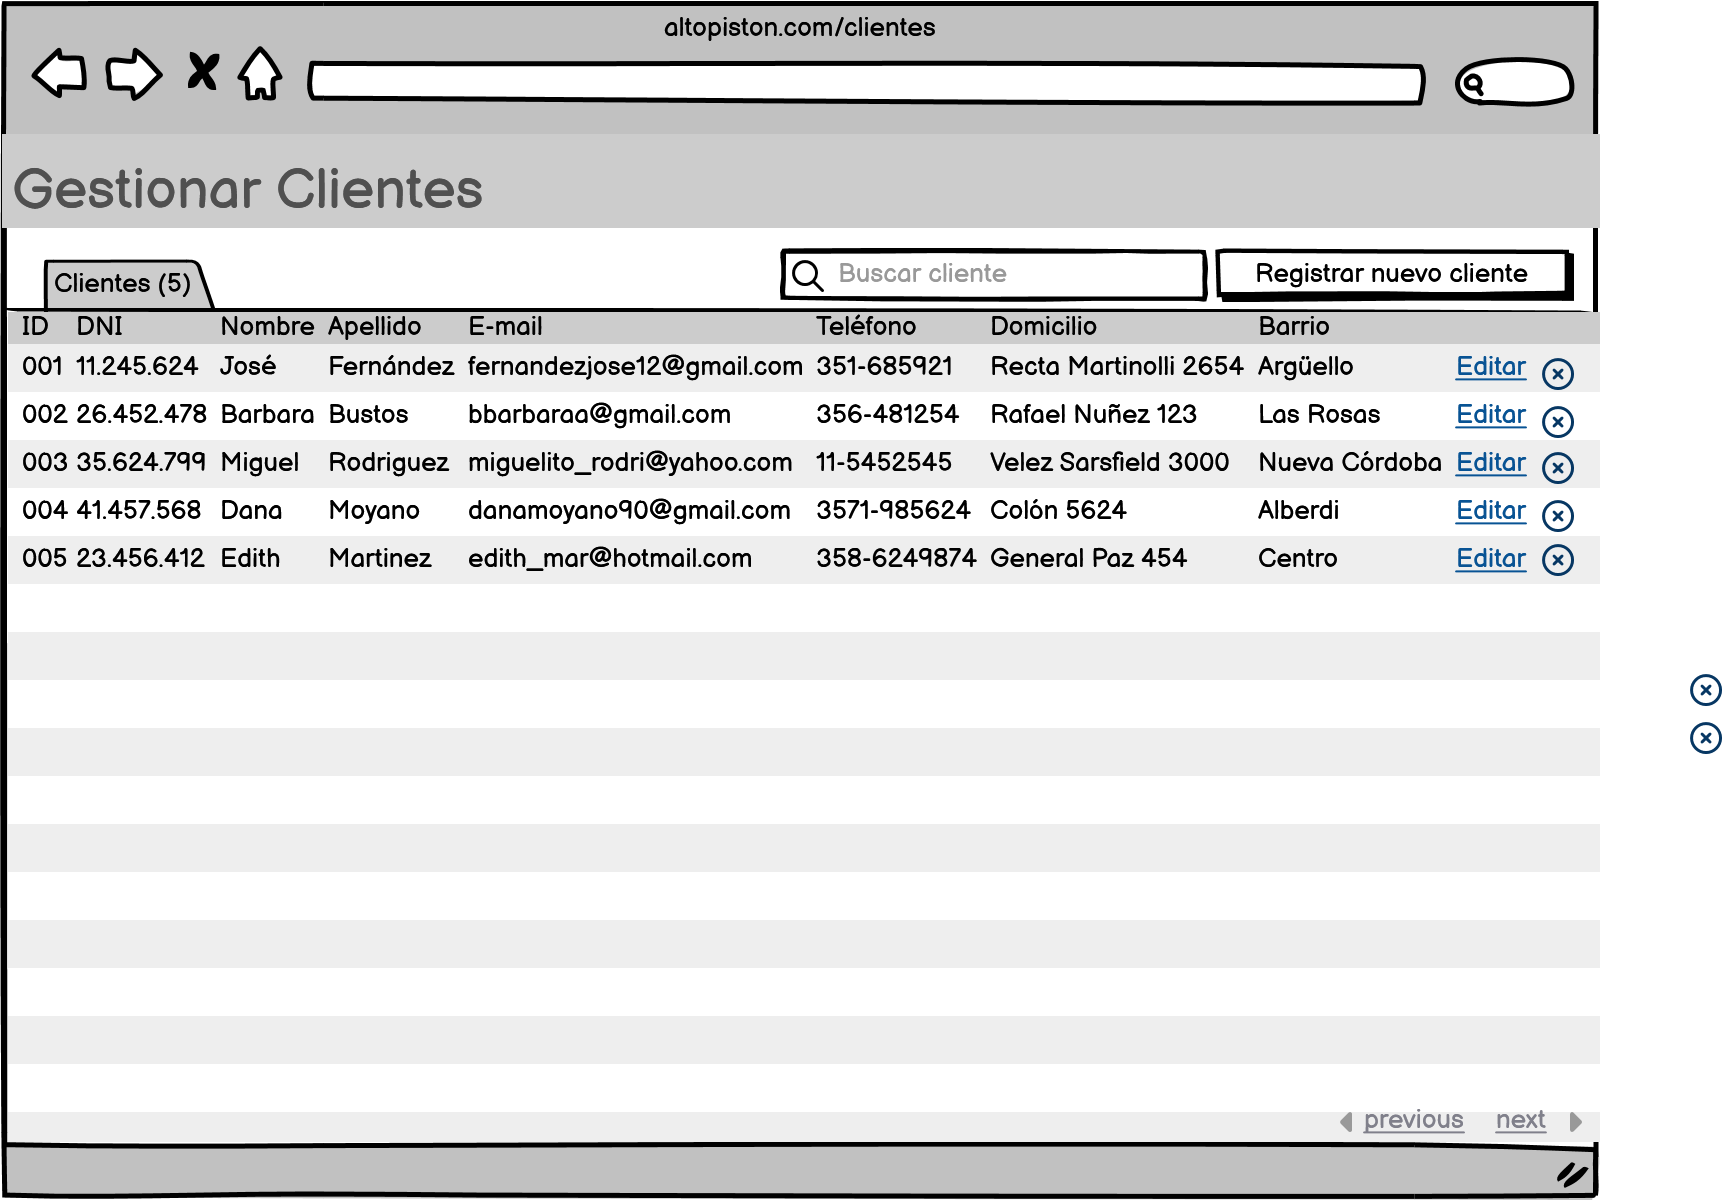 altopiston.com/clientes
Gestionar Clientes
Clientes (5)
Buscar cliente
Registrar nuevo cliente
ID DNI Nombre Apellido E-mail Teléfono Domicilio Barrio
001 11.245.624 José Fernández fernandezjose12@gmail.com 351-685921 Recta Martinolli 2654 Argüello Editar
002 26.452.478 Barbara Bustos bbarbaraa@gmail.com 356-481254 Rafael Nuñez 123 Las Rosas Editar
003 35.624.799 Miguel Rodriguez miguelito_rodri@yahoo.com 11-5452545 Velez Sarsfield 3000 Nueva Córdoba Editar
004 41.457.568 Dana Moyano danamoyano90@gmail.com 3571-985624 Colón 5624 Alberdi Editar
005 23.456.412 Edith Martinez edith_mar@hotmail.com 358-6249874 General Paz 454 Centro Editar
previous next